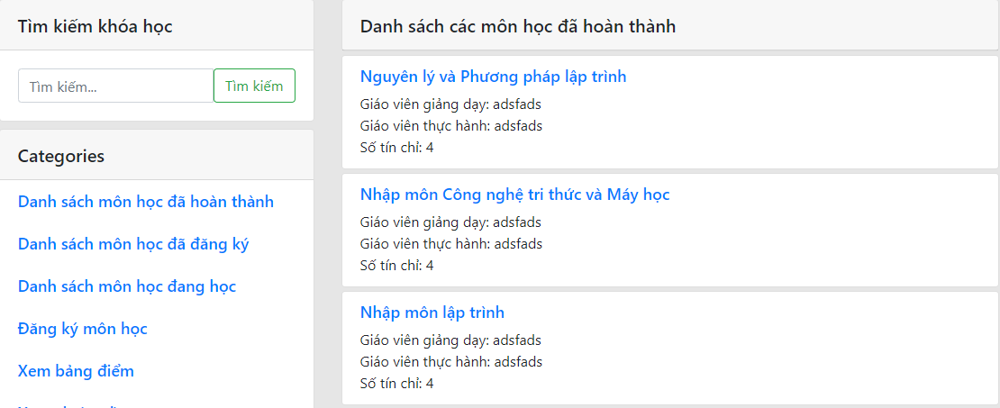 Tìm kiếm khóa học
Tìm kiếm...
Tìm kiếm
Categories
Danh sách môn học đã hoàn thành
Danh sách môn học đã đăng ký
Danh sách môn học đang học
Đăng ký môn học
Xem bảng điểm
Danh sách các môn học đã hoàn thành
Nguyên lý và Phương pháp lập trình
Giáo viên giảng dạy: adsfads
Giáo viên thực hành: adsfads
Số tín chỉ: 4
Nhập môn Công nghệ tri thức và Máy học
Giáo viên giảng dạy: adsfads
Giáo viên thực hành: adsfads
Số tín chỉ: 4
Nhập môn lập trình
Giáo viên giảng dạy: adsfads
Giáo viên thực hành: adsfads
Số tín chỉ: 4